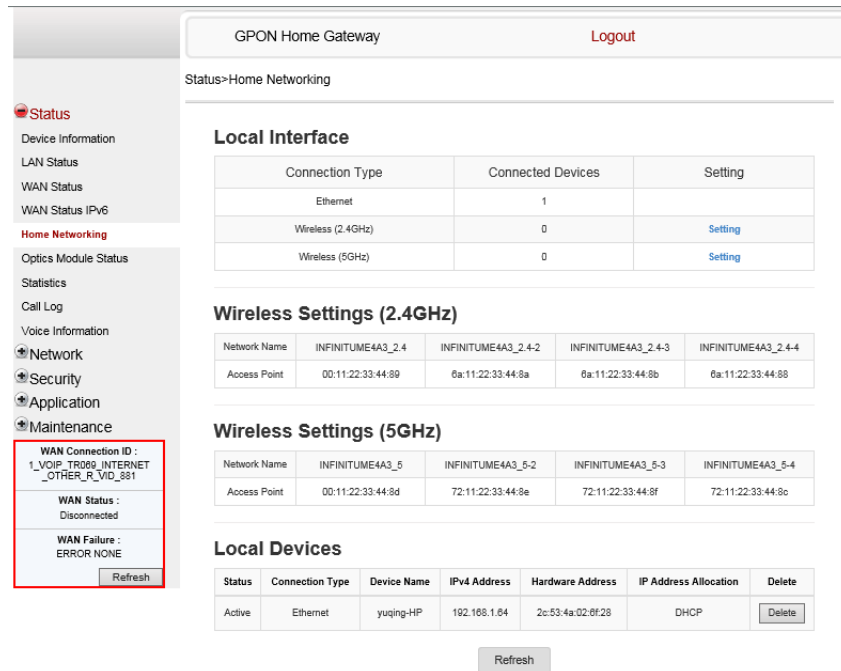 GPON Home Gateway Logout
Status>Home Networking
Status
Device Information
LAN Status
WAN Status
WAN Status IPv6
Home Networking
Optics Module Status
Statistics
Call Log
Voice Information
Network
Security
Application
Maintenance
WAN Connection ID :
1_VOIP_TR069_INTERNET
_OTHER_R_VID_881
WAN Status :
Disconnected
WAN Failure :
ERROR NONE
Refresh
Local Interface
Connection Type Connected Devices Setting
Ethernet 1
Wireless (2.4GHz) 0 Setting
Wireless (5GHz) 0 Setting
Wireless Settings (2.4GHz)
Network Name INFINITUME4A3_2.4 INFINITUME4A3_2.4-2 INFINITUME4A3_2.4-3 INFINITUME4A3_2.4-4
Access Point 00:11:22:33:44:89 6a:11:22:33:44:8a 6a:11:22:33:44:8b 6a:11:22:33:44:88
Wireless Settings (5GHz)
Network Name INFINITUME4A3_5 INFINITUME4A3_5-2 INFINITUME4A3_5-3 INFINITUME4A3_5-4
Access Point 00:11:22:33:44:8d 72:11:22:33:44:8e 72:11:22:33:44:8f 72:11:22:33:44:8c
Local Devices
Status Connection Type Device Name IPv4 Address Hardware Address IP Address Allocation Delete
Active Ethernet yuqing-HP 192.168.1.64 2c:53:4a:02:6f:28 DHCP Delete
Refresh